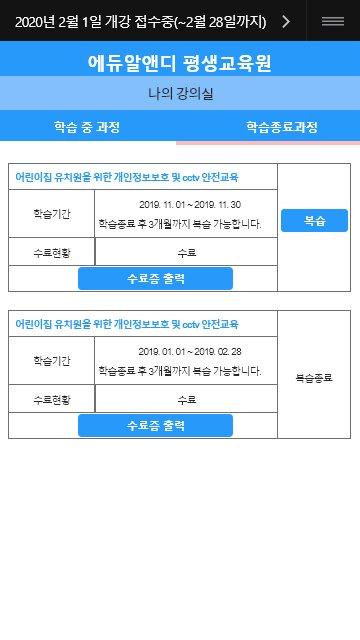 2020년 2월 1일 개강 접수중(~2월 28일까지)
에듀알앤디 평생교육원
나의 강의실
학습 중 과정 학습종료과정
어린이집 유치원을 위한 개인정보보호 및 cctv 안전교육
학습기간
2019. 11. 01 ~ 2019. 11. 30
학습종료 후 3개월까지 복습 가능합니다.
복습
수료현황 수료
수료증 출력
어린이집 유치원을 위한 개인정보보호 및 cctv 안전교육
학습기간
2019. 01. 01 ~ 2019. 02. 28
학습종료 후 3개월까지 복습 가능합니다.
복습종료
수료현황 수료
수료증 출력